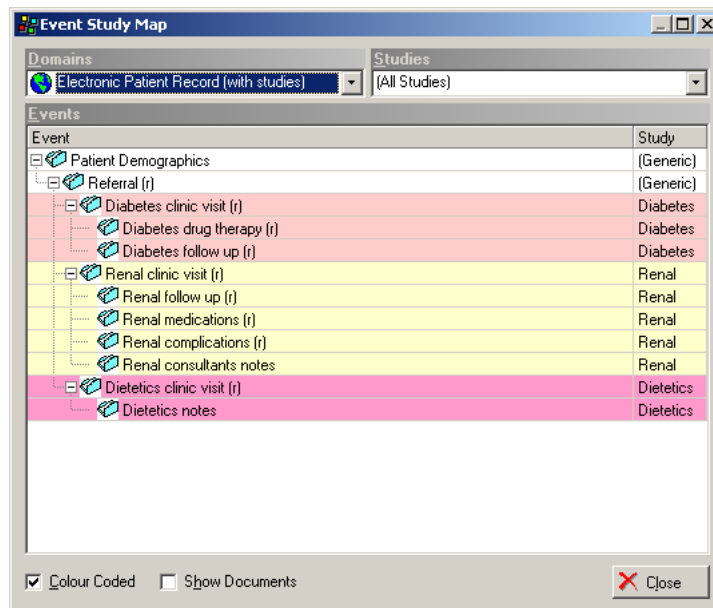 Event Study Map
Domains Studies
Electronic Patient Record (with studies) (All Studies)
Events
Event Study
Patient Demographics (Generic)
Referral (r) (Generic)
Diabetes clinic visit (r) Diabetes
Diabetes drug therapy (r) Diabetes
Diabetes follow up (r) Diabetes
Renal clinic visit (r) Renal
Renal follow up (r) Renal
Renal medications (r) Renal
Renal complications (r) Renal
Renal consultants notes Renal
Dietetics clinic visit (r) Dietetics
Dietetics notes Dietetics
Colour Coded Show Documents Close